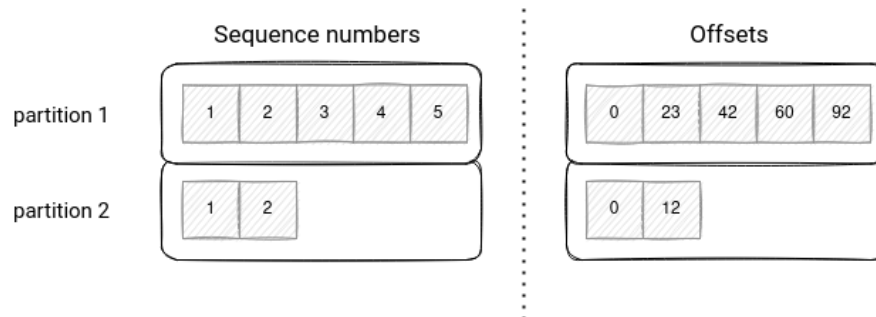 Sequence numbers
Offsets
partition 1
1 2 3 4 5
0 23 42 60 92
partition 2
1 2
0 12